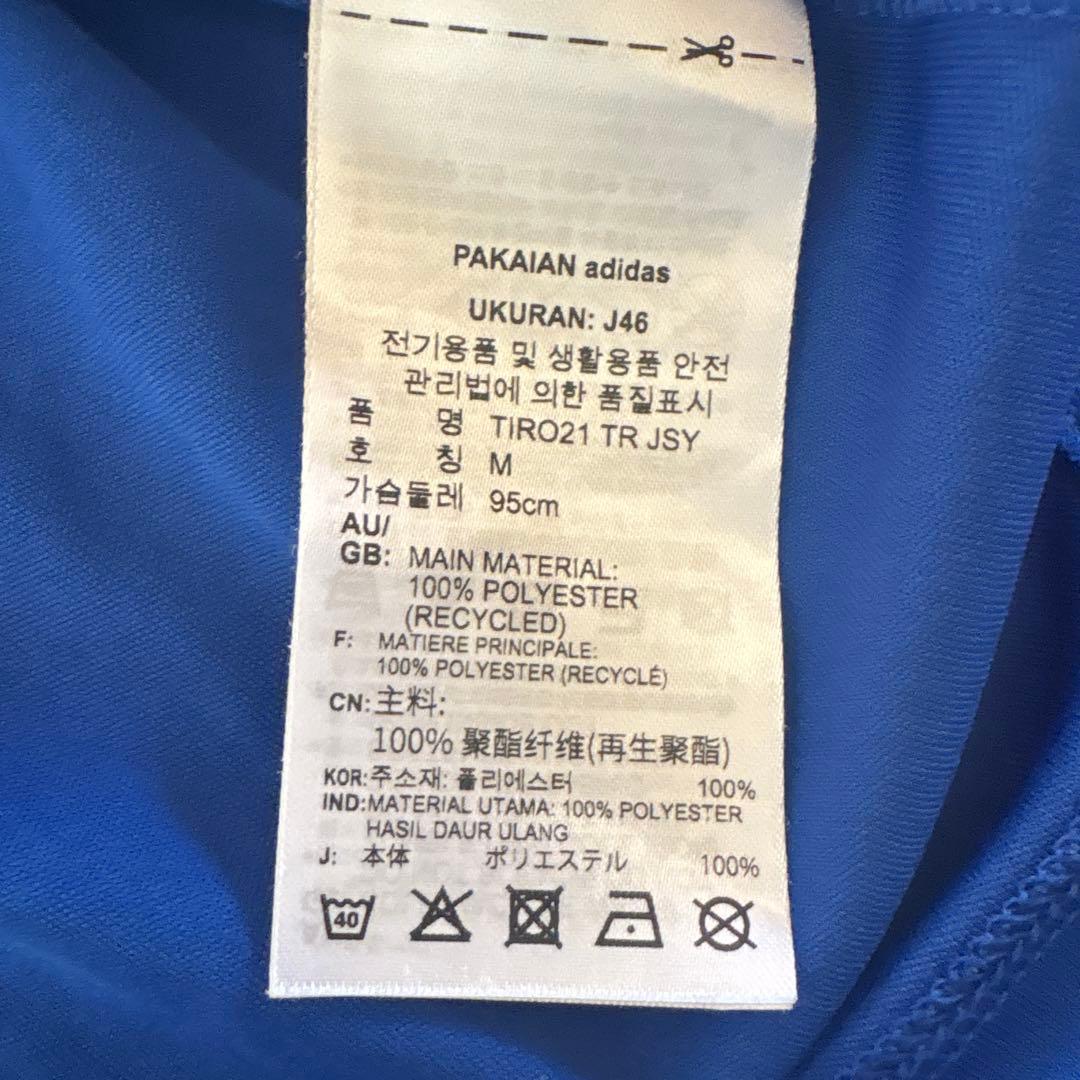 PAKAIAN adidas
UKURAN: J46
전기용품 및 생활용품 안전
관리법에 의한 품질표시
품 명 TIRO21 TR JSY
호 칭 M
가슴둘레 95cm
AU/
GB: MAIN MATERIAL:
100% POLYESTER
(RECYCLED)
F: MATIERE PRINCIPALE:
100% POLYESTER (RECYCLÉ)
CN: 主料:
100% 聚酯纤维(再生聚酯)
KOR: 주소재: 폴리에스터 100%
IND: MATERIAL UTAMA: 100% POLYESTER
HASIL DAUR ULANG
J: 本体 ポリエステル 100%
40